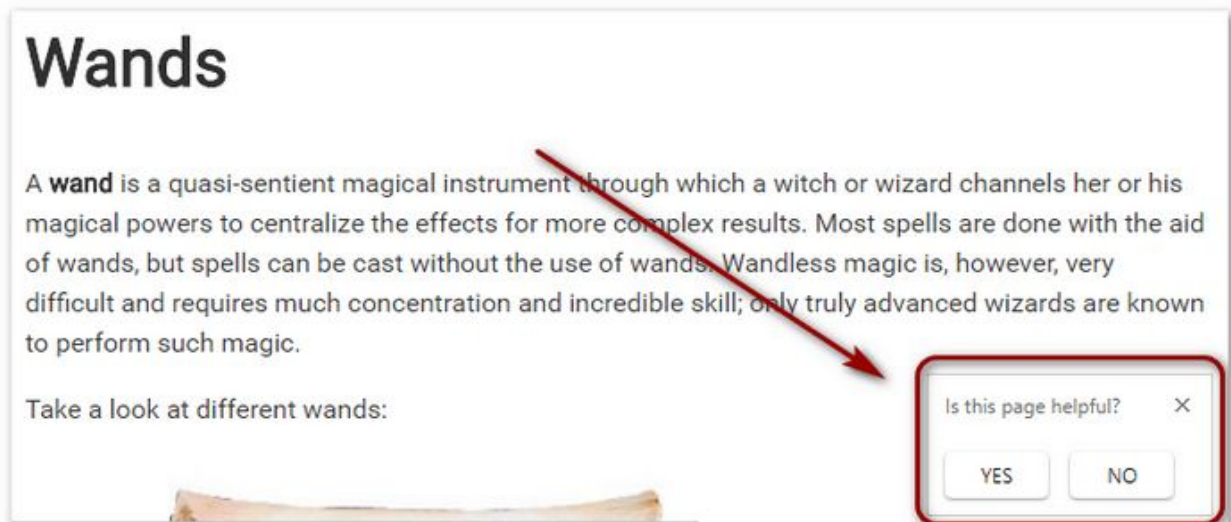 Wands
A wand is a quasi-sentient magical instrument through which a witch or wizard channels her or his
magical powers to centralize the effects for more complex results. Most spells are done with the aid
of wands, but spells can be cast without the use of wands. Wandless magic is, however, very
difficult and requires much concentration and incredible skill; only truly advanced wizards are known
to perform such magic.
Take a look at different wands:
Is this page helpful?
YES NO